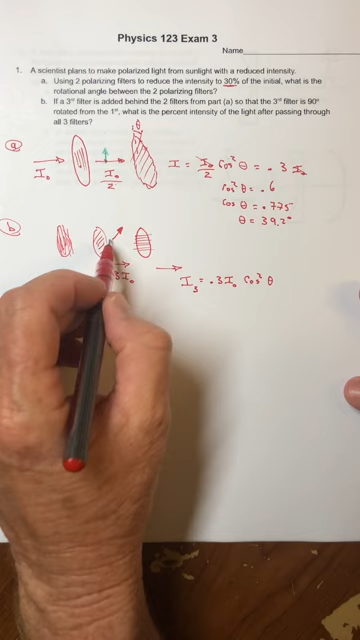 Physics 123 Exam 3
Name
1. A scientist plans to make polarized light from sunlight with a reduced intensity.
a. Using 2 polarizing filters to reduce the intensity to 30% of the initial, what is the
rotational angle between the 2 polarizing filters?
b. If a 3rd filter is added behind the 2 filters from part (a) so that the 3rd filter is 90°
rotated from the 1st, what is the percent intensity of the light after passing through
all 3 filters?
a
θ
I₀
I₀/2
I = I₀/2 cos²θ = .3 I₀
cos²θ = .6
cos θ = .775
θ = 39.2°
b
3I₀
I₃ = .3I₀ cos²θ